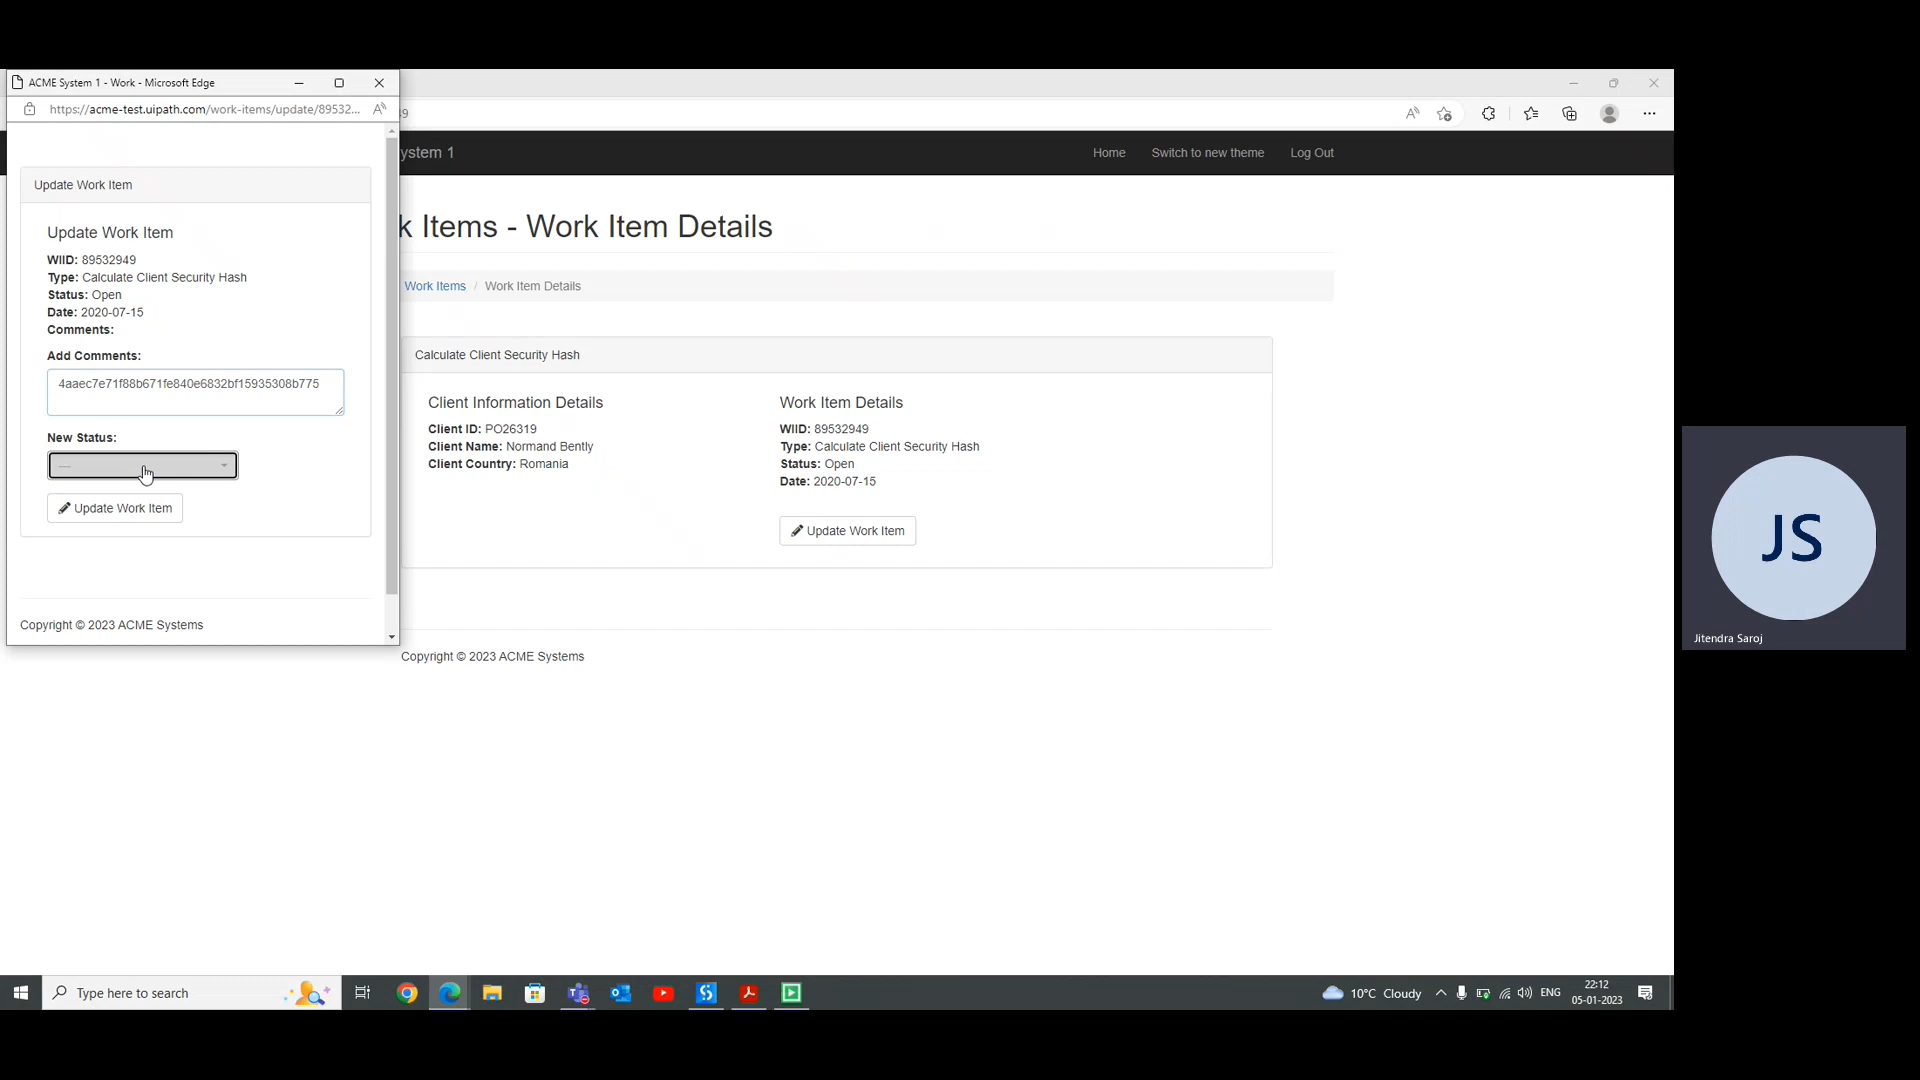 ACME System 1 - Work - Microsoft Edge
https://acme-test.uipath.com/work-items/update/89532...
Update Work Item
Update Work Item
WIID: 89532949
Type: Calculate Client Security Hash
Status: Open
Date: 2020-07-15
Comments:
Add Comments:
4aaec7e71f88b671fe840e6832bf15935308b775
New Status:
---
Update Work Item
Copyright © 2023 ACME Systems
9
ystem 1
Home
Switch to new theme
Log Out
k Items - Work Item Details
Work Items / Work Item Details
Calculate Client Security Hash
Client Information Details
Client ID: PO26319
Client Name: Normand Bently
Client Country: Romania
Work Item Details
WIID: 89532949
Type: Calculate Client Security Hash
Status: Open
Date: 2020-07-15
Update Work Item
Copyright © 2023 ACME Systems
JS
Jitendra Saroj
Type here to search
10°C Cloudy
ENG
22:12
05-01-2023